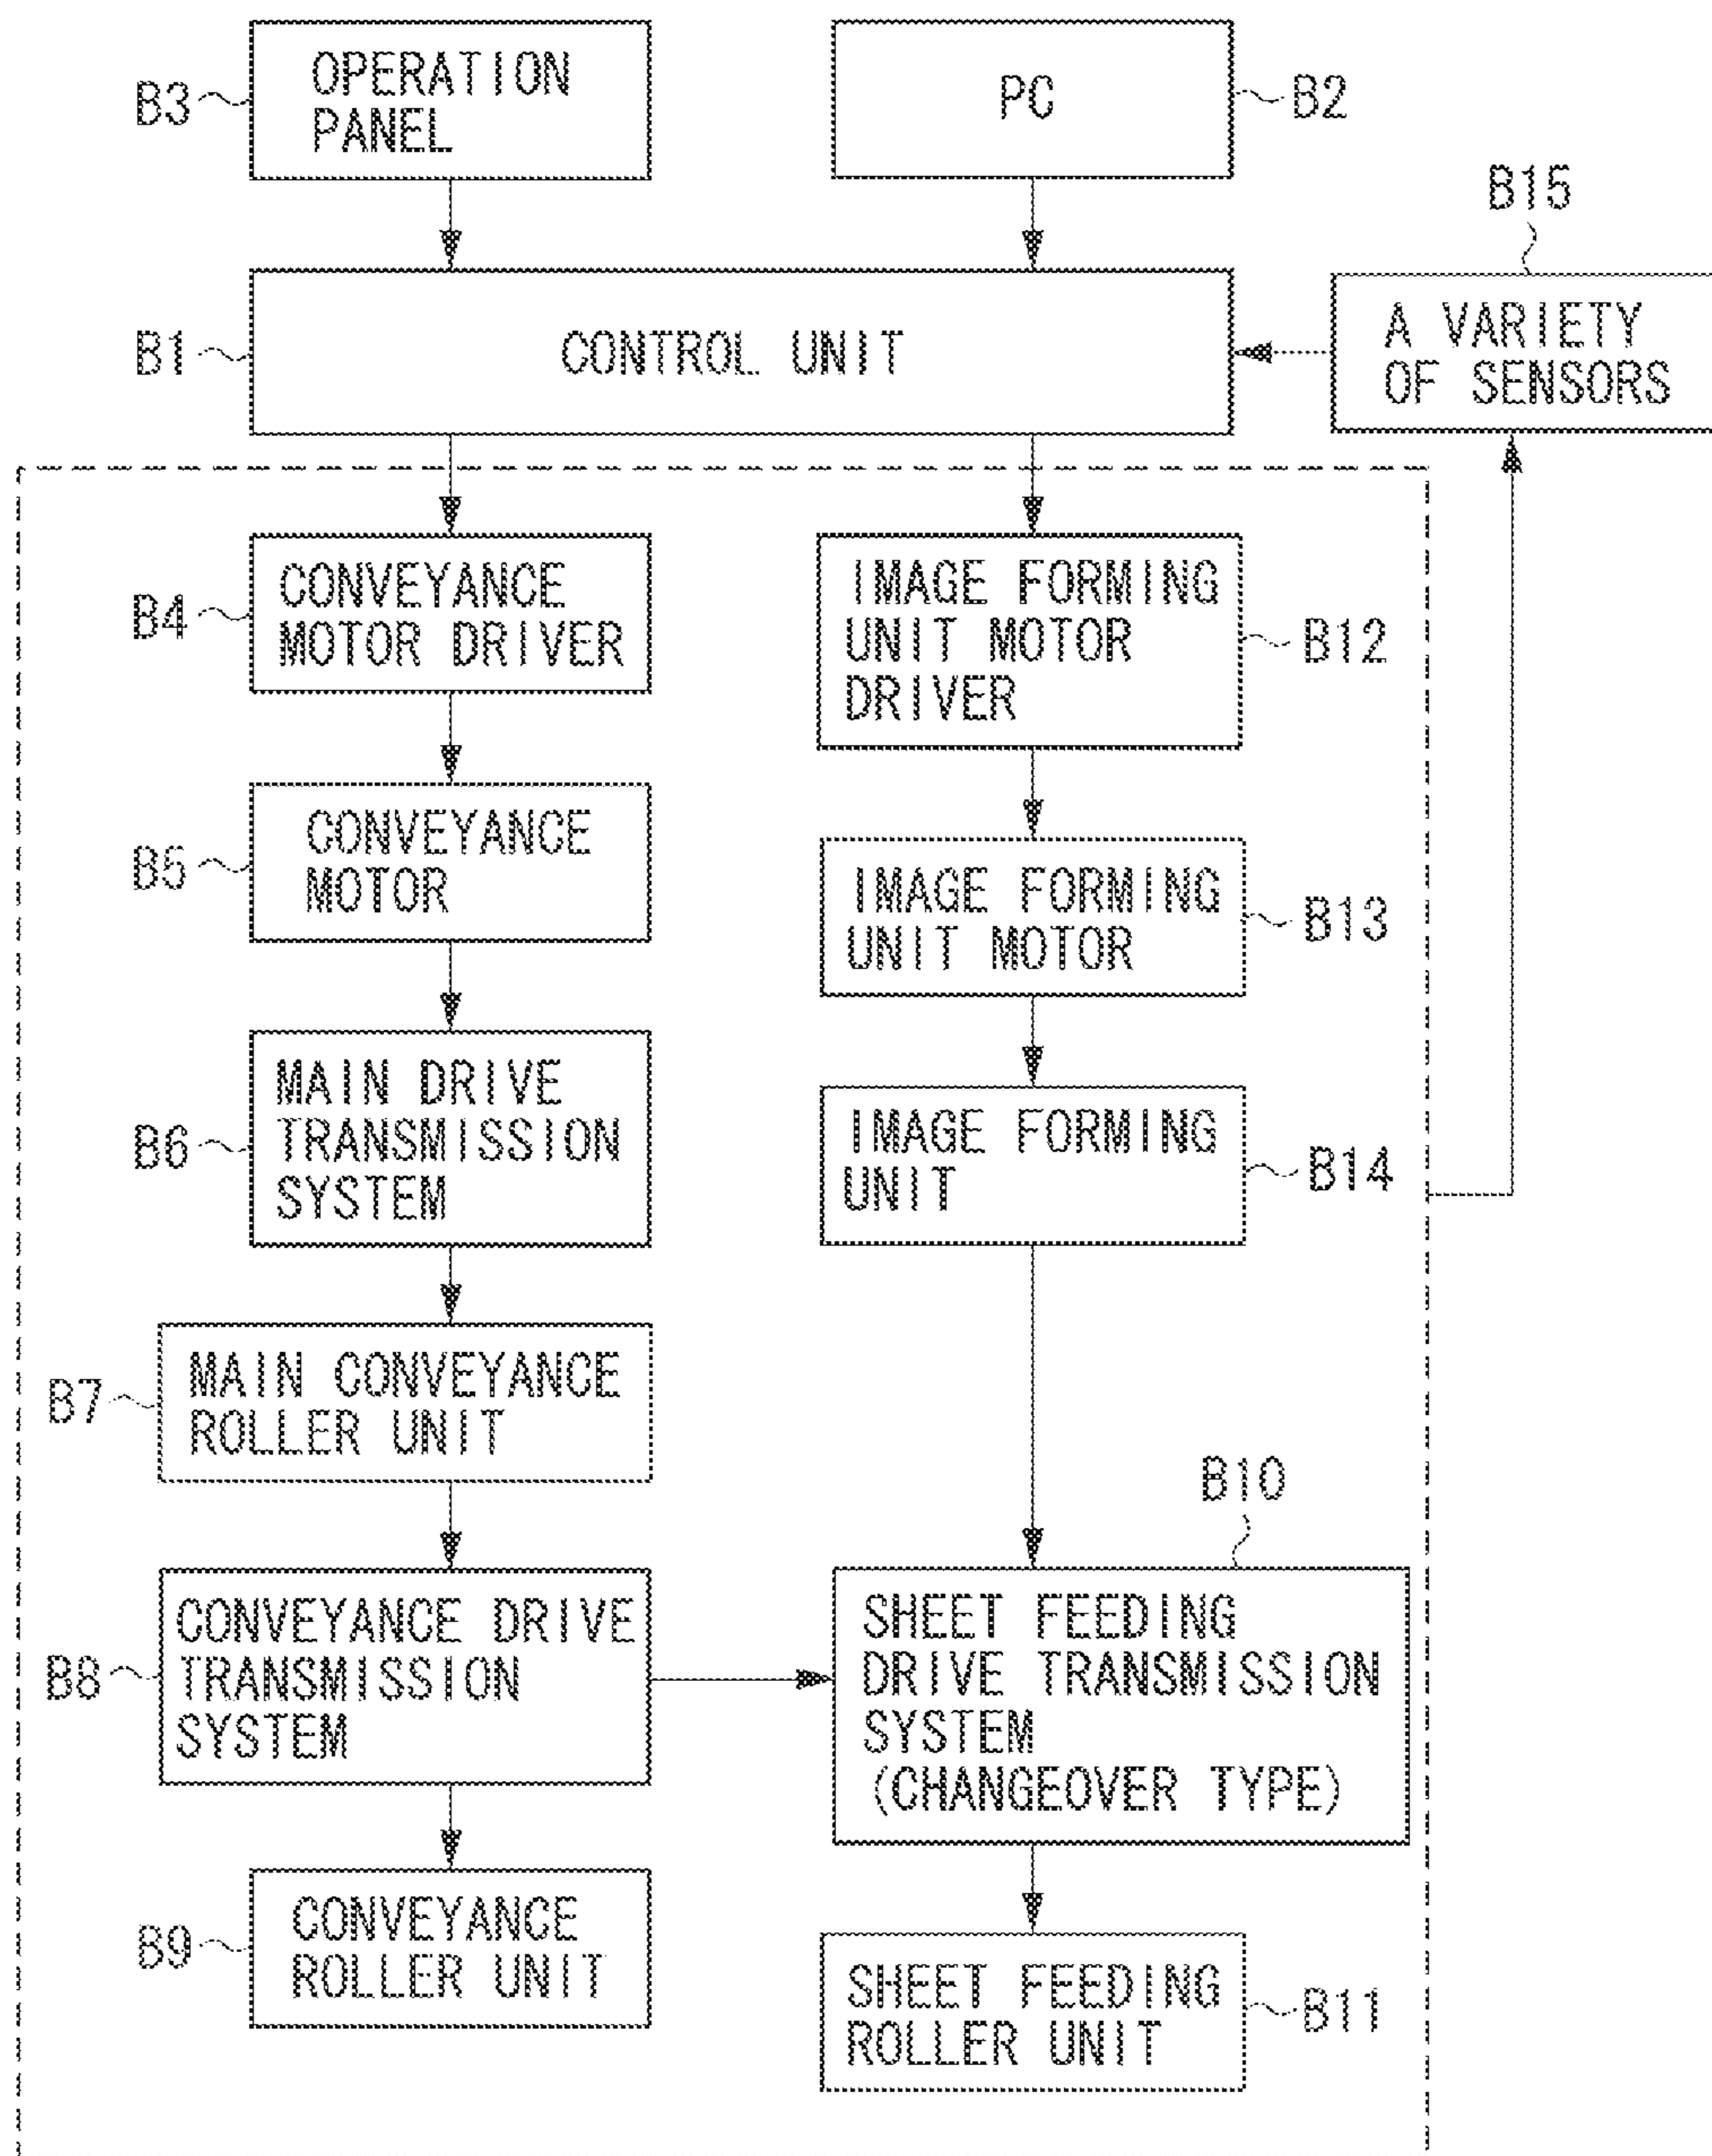 B3
OPERATION
PANEL
PC
B2
B15
B1
CONTROL UNIT
A VARIETY
OF SENSORS
B4
CONVEYANCE
MOTOR DRIVER
IMAGE FORMING
UNIT MOTOR
DRIVER
B12
B5
CONVEYANCE
MOTOR
IMAGE FORMING
UNIT MOTOR
B13
B6
MAIN DRIVE
TRANSMISSION
SYSTEM
IMAGE FORMING
UNIT
B14
B7
MAIN CONVEYANCE
ROLLER UNIT
B10
B8
CONVEYANCE DRIVE
TRANSMISSION
SYSTEM
SHEET FEEDING
DRIVE TRANSMISSION
SYSTEM
(CHANGEOVER TYPE)
B9
CONVEYANCE
ROLLER UNIT
SHEET FEEDING
ROLLER UNIT
B11